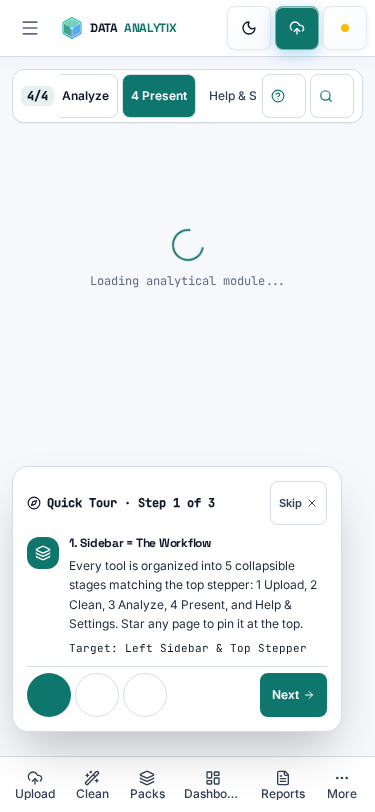 DATA ANALYTIX
4/4 Analyze 4 Present Help & S
Loading analytical module...
Quick Tour · Step 1 of 3
Skip
1. Sidebar = The Workflow
Every tool is organized into 5 collapsible
stages matching the top stepper: 1 Upload, 2
Clean, 3 Analyze, 4 Present, and Help &
Settings. Star any page to pin it at the top.
Target: Left Sidebar & Top Stepper
Next →
Upload Clean Packs Dashbo... Reports More